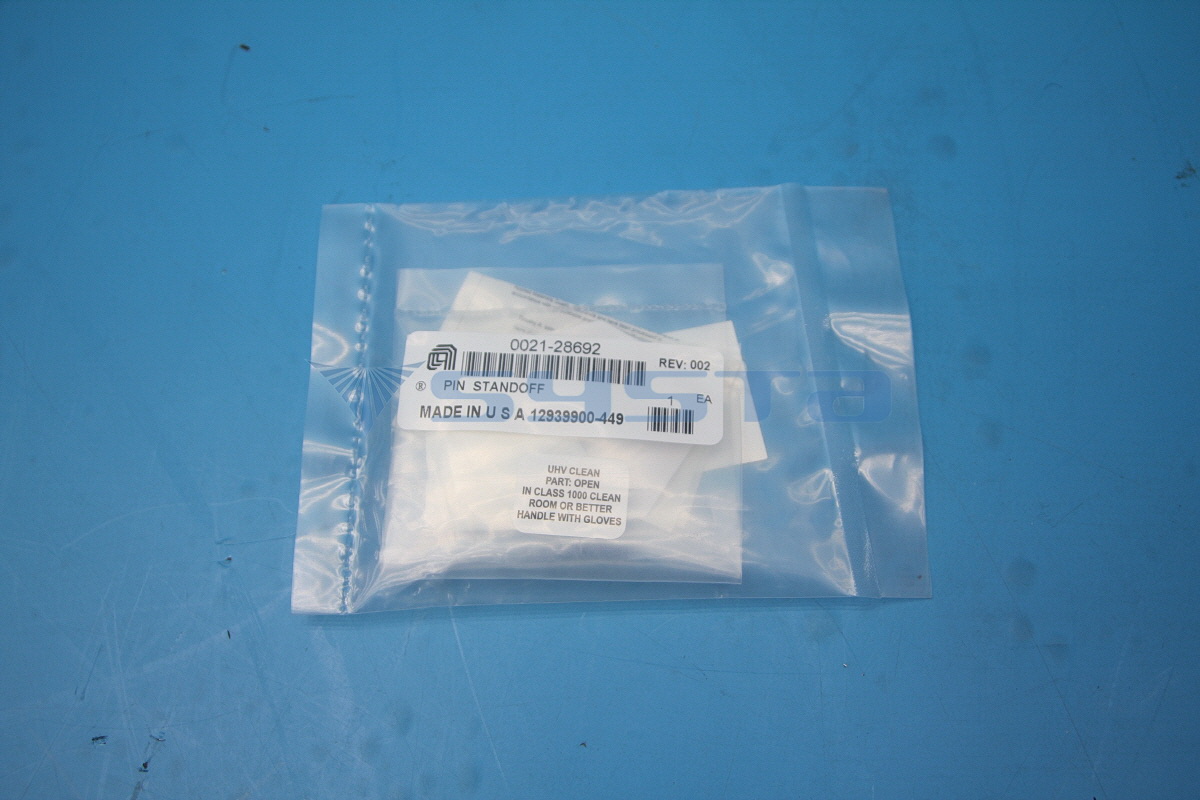 0021-28692
REV: 002
® PIN STANDOFF
1 EA
MADE IN U S A 12939900-449
systa
UHV CLEAN
PART: OPEN
IN CLASS 1000 CLEAN
ROOM OR BETTER
HANDLE WITH GLOVES